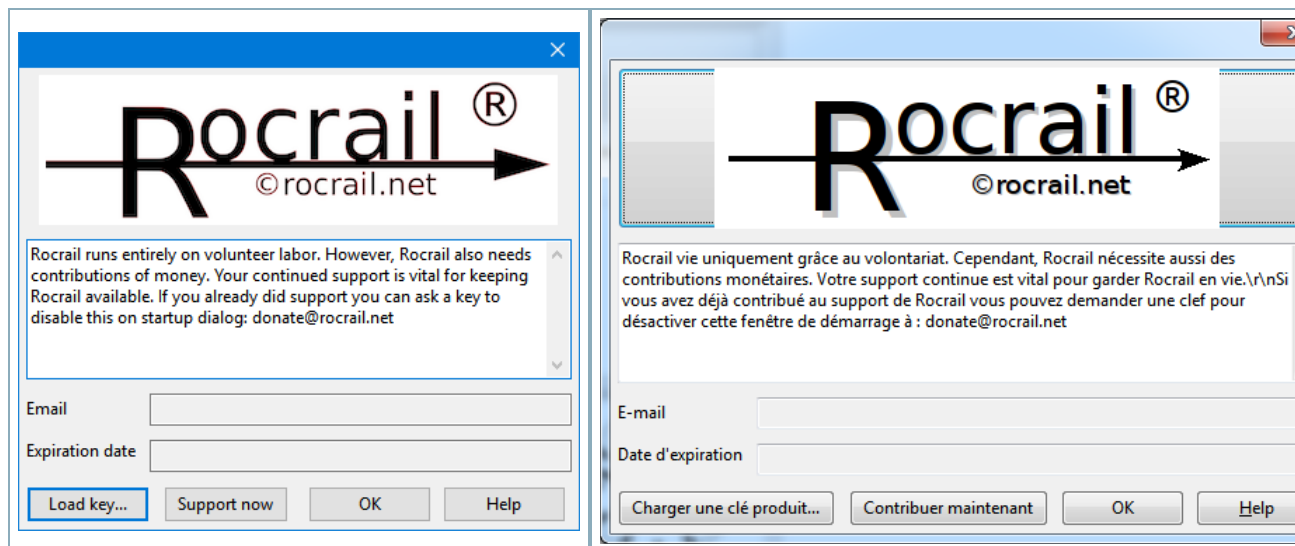 Rocrail ®
©rocrail.net
Rocrail runs entirely on volunteer labor. However, Rocrail also needs
contributions of money. Your continued support is vital for keeping
Rocrail available. If you already did support you can ask a key to
disable this on startup dialog: donate@rocrail.net
Email
Expiration date
Load key...
Support now
OK
Help
Rocrail ®
©rocrail.net
Rocrail vie uniquement grâce au volontariat. Cependant, Rocrail nécessite aussi des
contributions monétaires. Votre support continue est vital pour garder Rocrail en vie.\r\nSi
vous avez déjà contribué au support de Rocrail vous pouvez demander une clef pour
désactiver cette fenêtre de démarrage à : donate@rocrail.net
E-mail
Date d'expiration
Charger une clé produit...
Contribuer maintenant
OK
Help